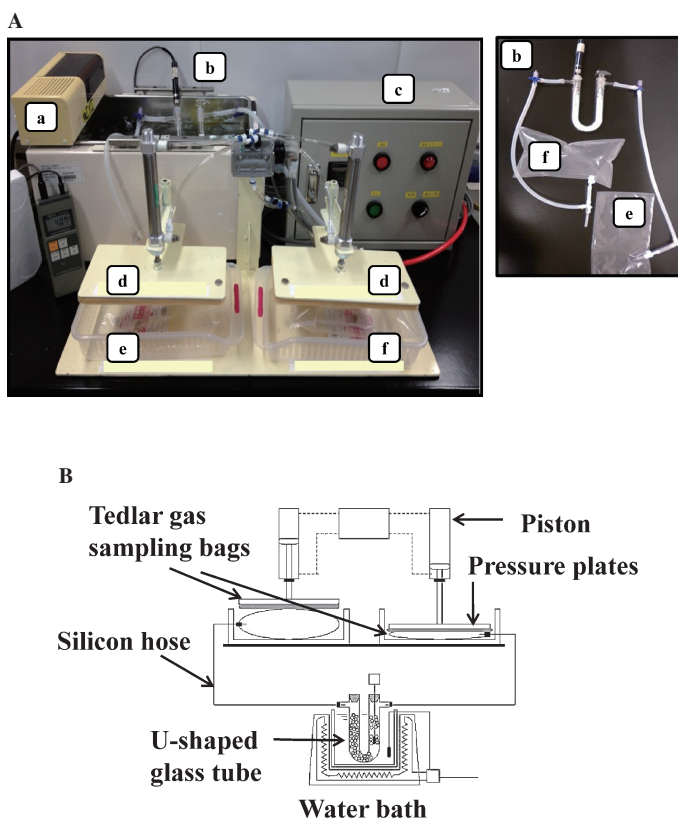 A
b
a
c
d
d
e
f
b
f
e
B
Tedlar gas
sampling bags
Piston
Pressure plates
Silicon hose
U-shaped
glass tube
Water bath